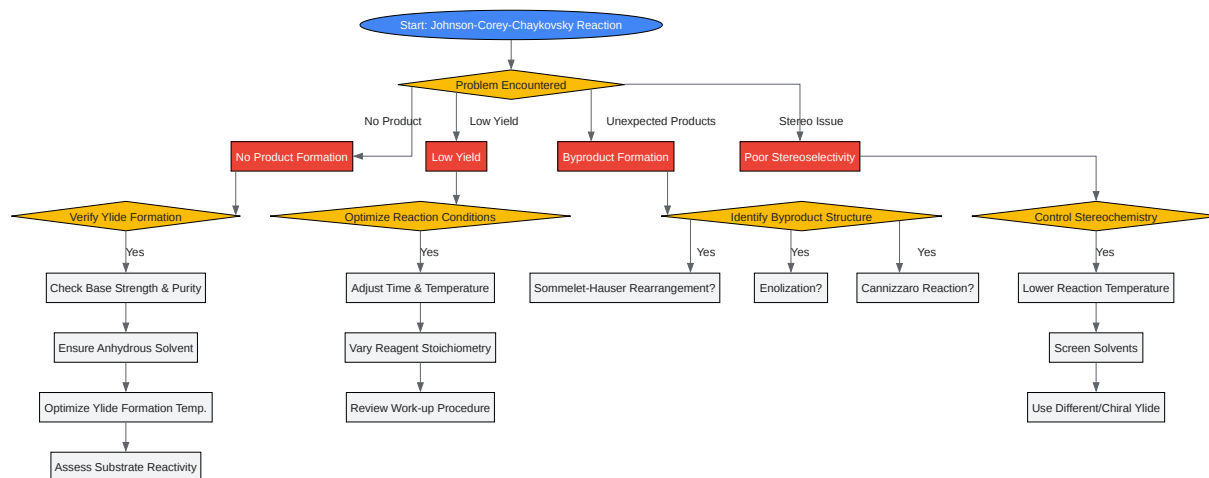 Start: Johnson-Corey-Chaykovsky Reaction
Problem Encountered
No Product
Low Yield
Unexpected Products
Stereo Issue
No Product Formation
Low Yield
Byproduct Formation
Poor Stereoselectivity
Verify Ylide Formation
Optimize Reaction Conditions
Identify Byproduct Structure
Control Stereochemistry
Yes
Yes
Yes
Yes
Yes
Yes
Check Base Strength & Purity
Adjust Time & Temperature
Sommelet-Hauser Rearrangement?
Enolization?
Cannizzaro Reaction?
Lower Reaction Temperature
Ensure Anhydrous Solvent
Vary Reagent Stoichiometry
Screen Solvents
Optimize Ylide Formation Temp.
Review Work-up Procedure
Use Different/Chiral Ylide
Assess Substrate Reactivity